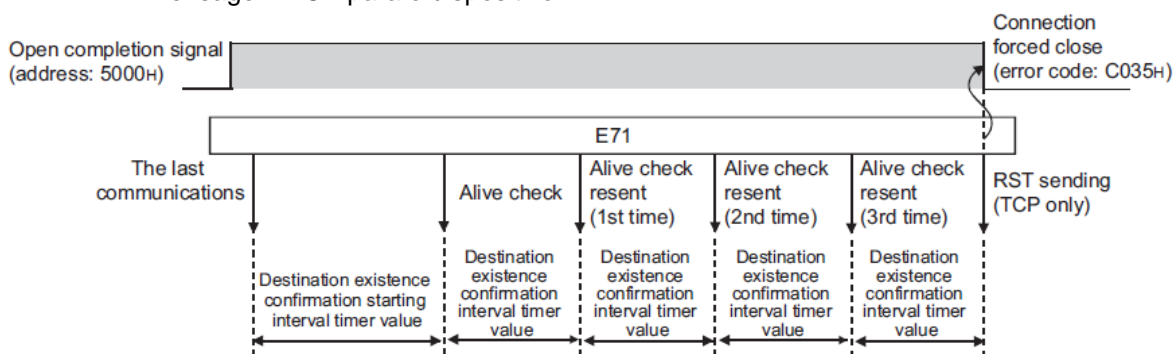 Open completion signal
(address: 5000H)
Connection
forced close
(error code: C035H)
E71
The last
communications
Alive check
Alive check
resent
(1st time)
Alive check
resent
(2nd time)
Alive check
resent
(3rd time)
RST sending
(TCP only)
Destination existence
confirmation starting
interval timer value
Destination
existence
confirmation
interval timer
value
Destination
existence
confirmation
interval timer
value
Destination
existence
confirmation
interval timer
value
Destination
existence
confirmation
interval timer
value